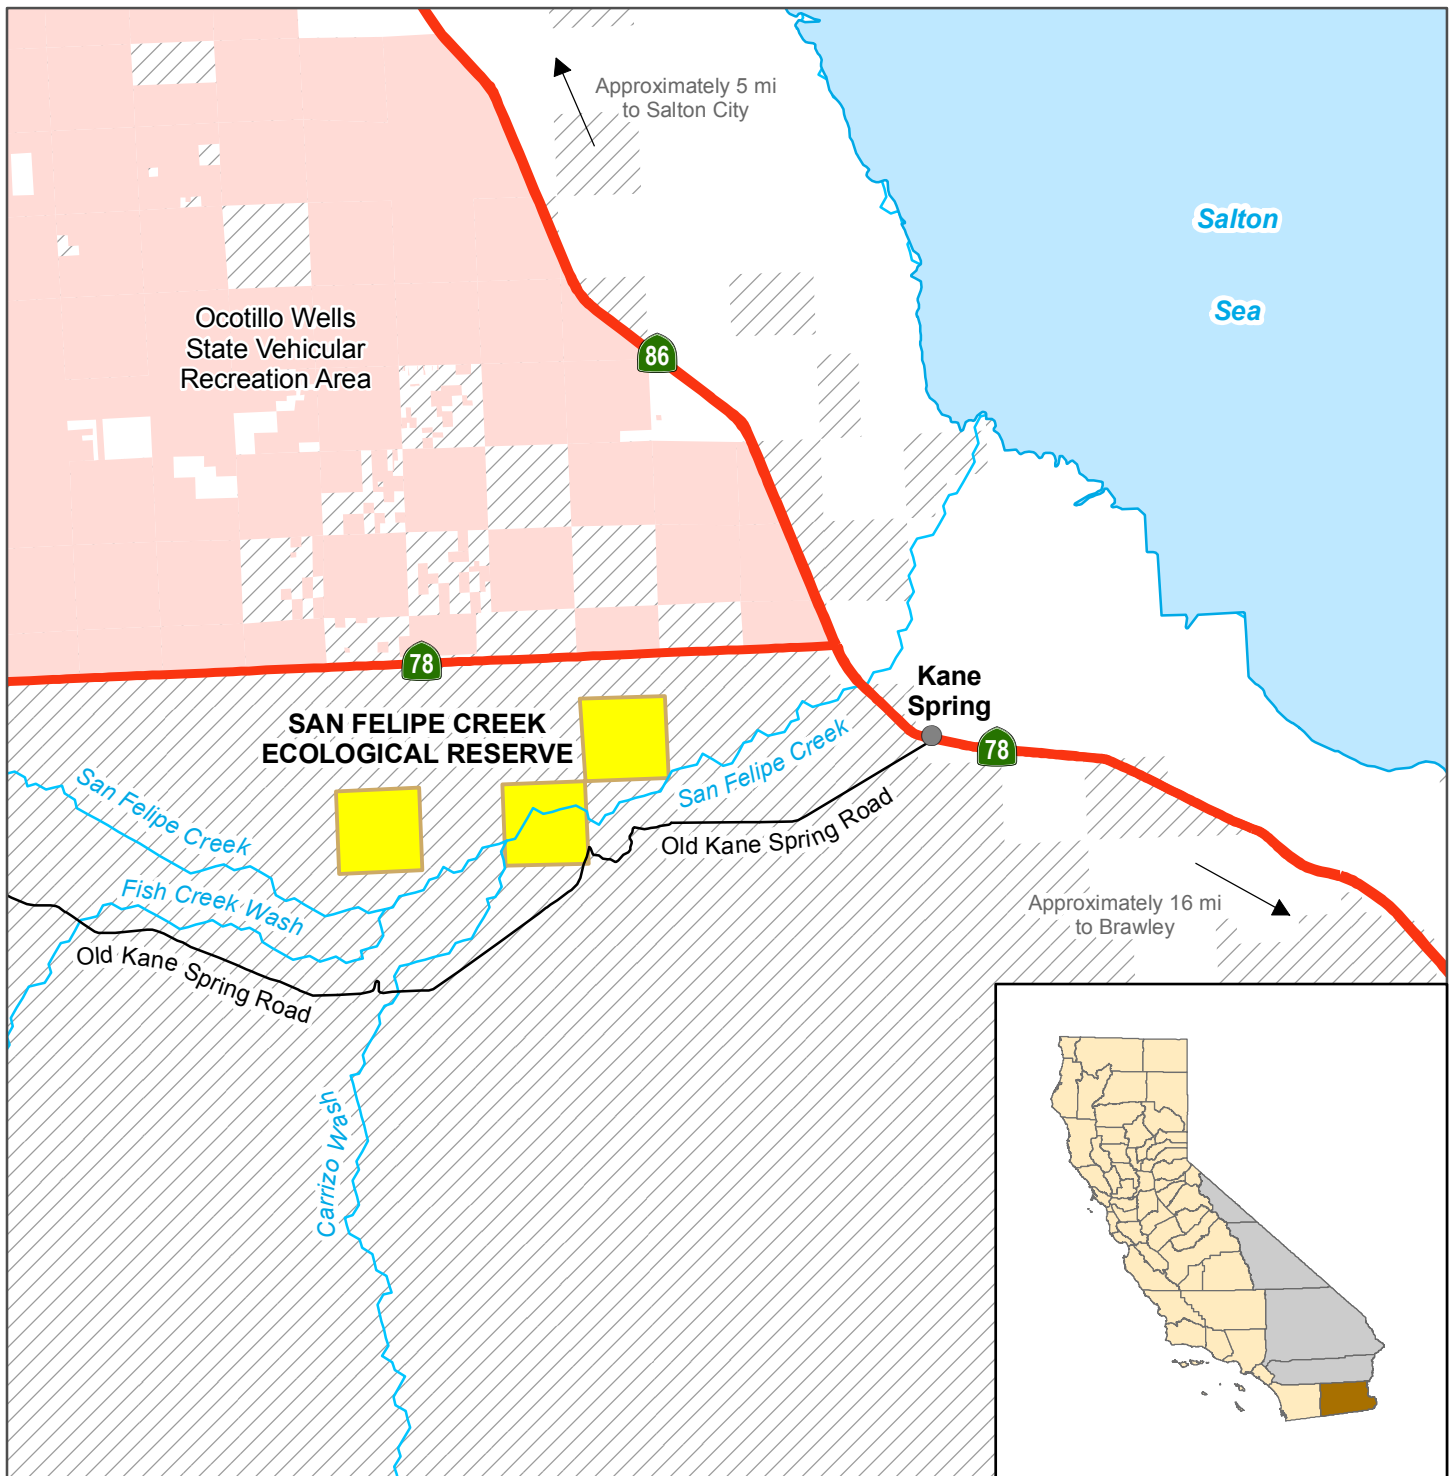 Approximately 5 mi
to Salton City
Salton
Sea
Ocotillo Wells
State Vehicular
Recreation Area
86
78
Kane
Spring
SAN FELIPE CREEK
ECOLOGICAL RESERVE
78
San Felipe Creek
San Felipe Creek
Old Kane Spring Road
Fish Creek Wash
Approximately 16 mi
to Brawley
Old Kane Spring Road
Carrizo Wash